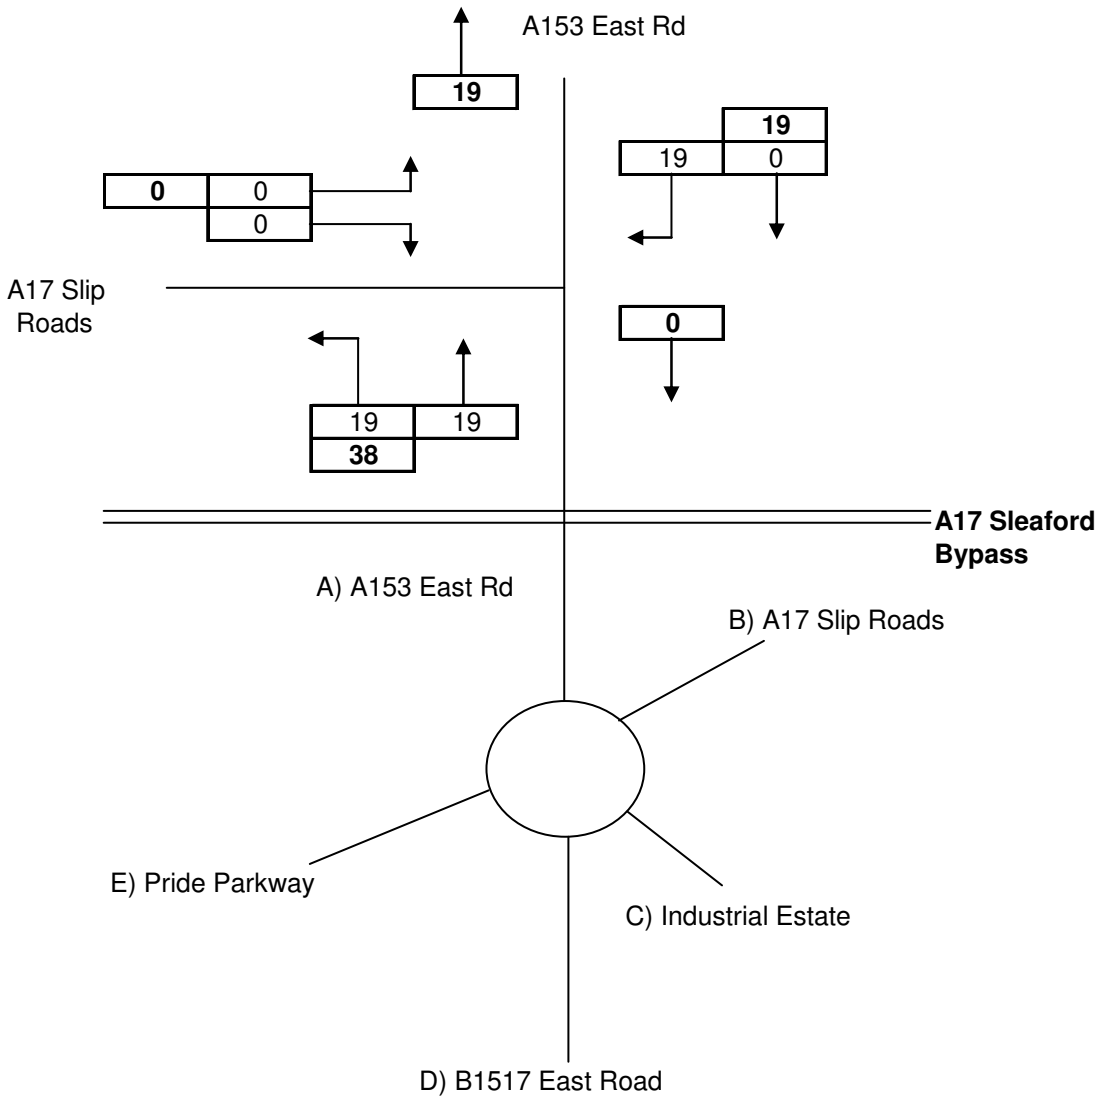 A153 East Rd
19
19
19 0
0 0
0
A17 Slip
Roads
0
19 19
38
A17 Sleaford
Bypass
A) A153 East Rd
B) A17 Slip Roads
E) Pride Parkway
C) Industrial Estate
D) B1517 East Road